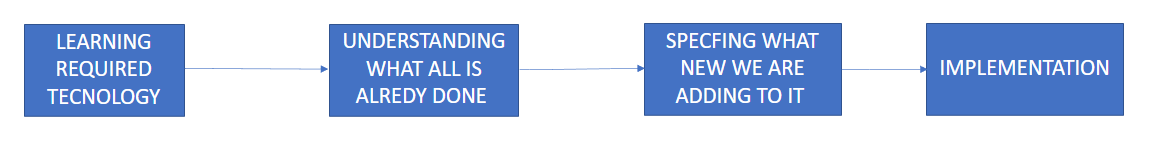 LEARNING
REQUIRED
TECNOLOGY
UNDERSTANDING
WHAT ALL IS
ALREDY DONE
SPECFING WHAT
NEW WE ARE
ADDING TO IT
IMPLEMENTATION